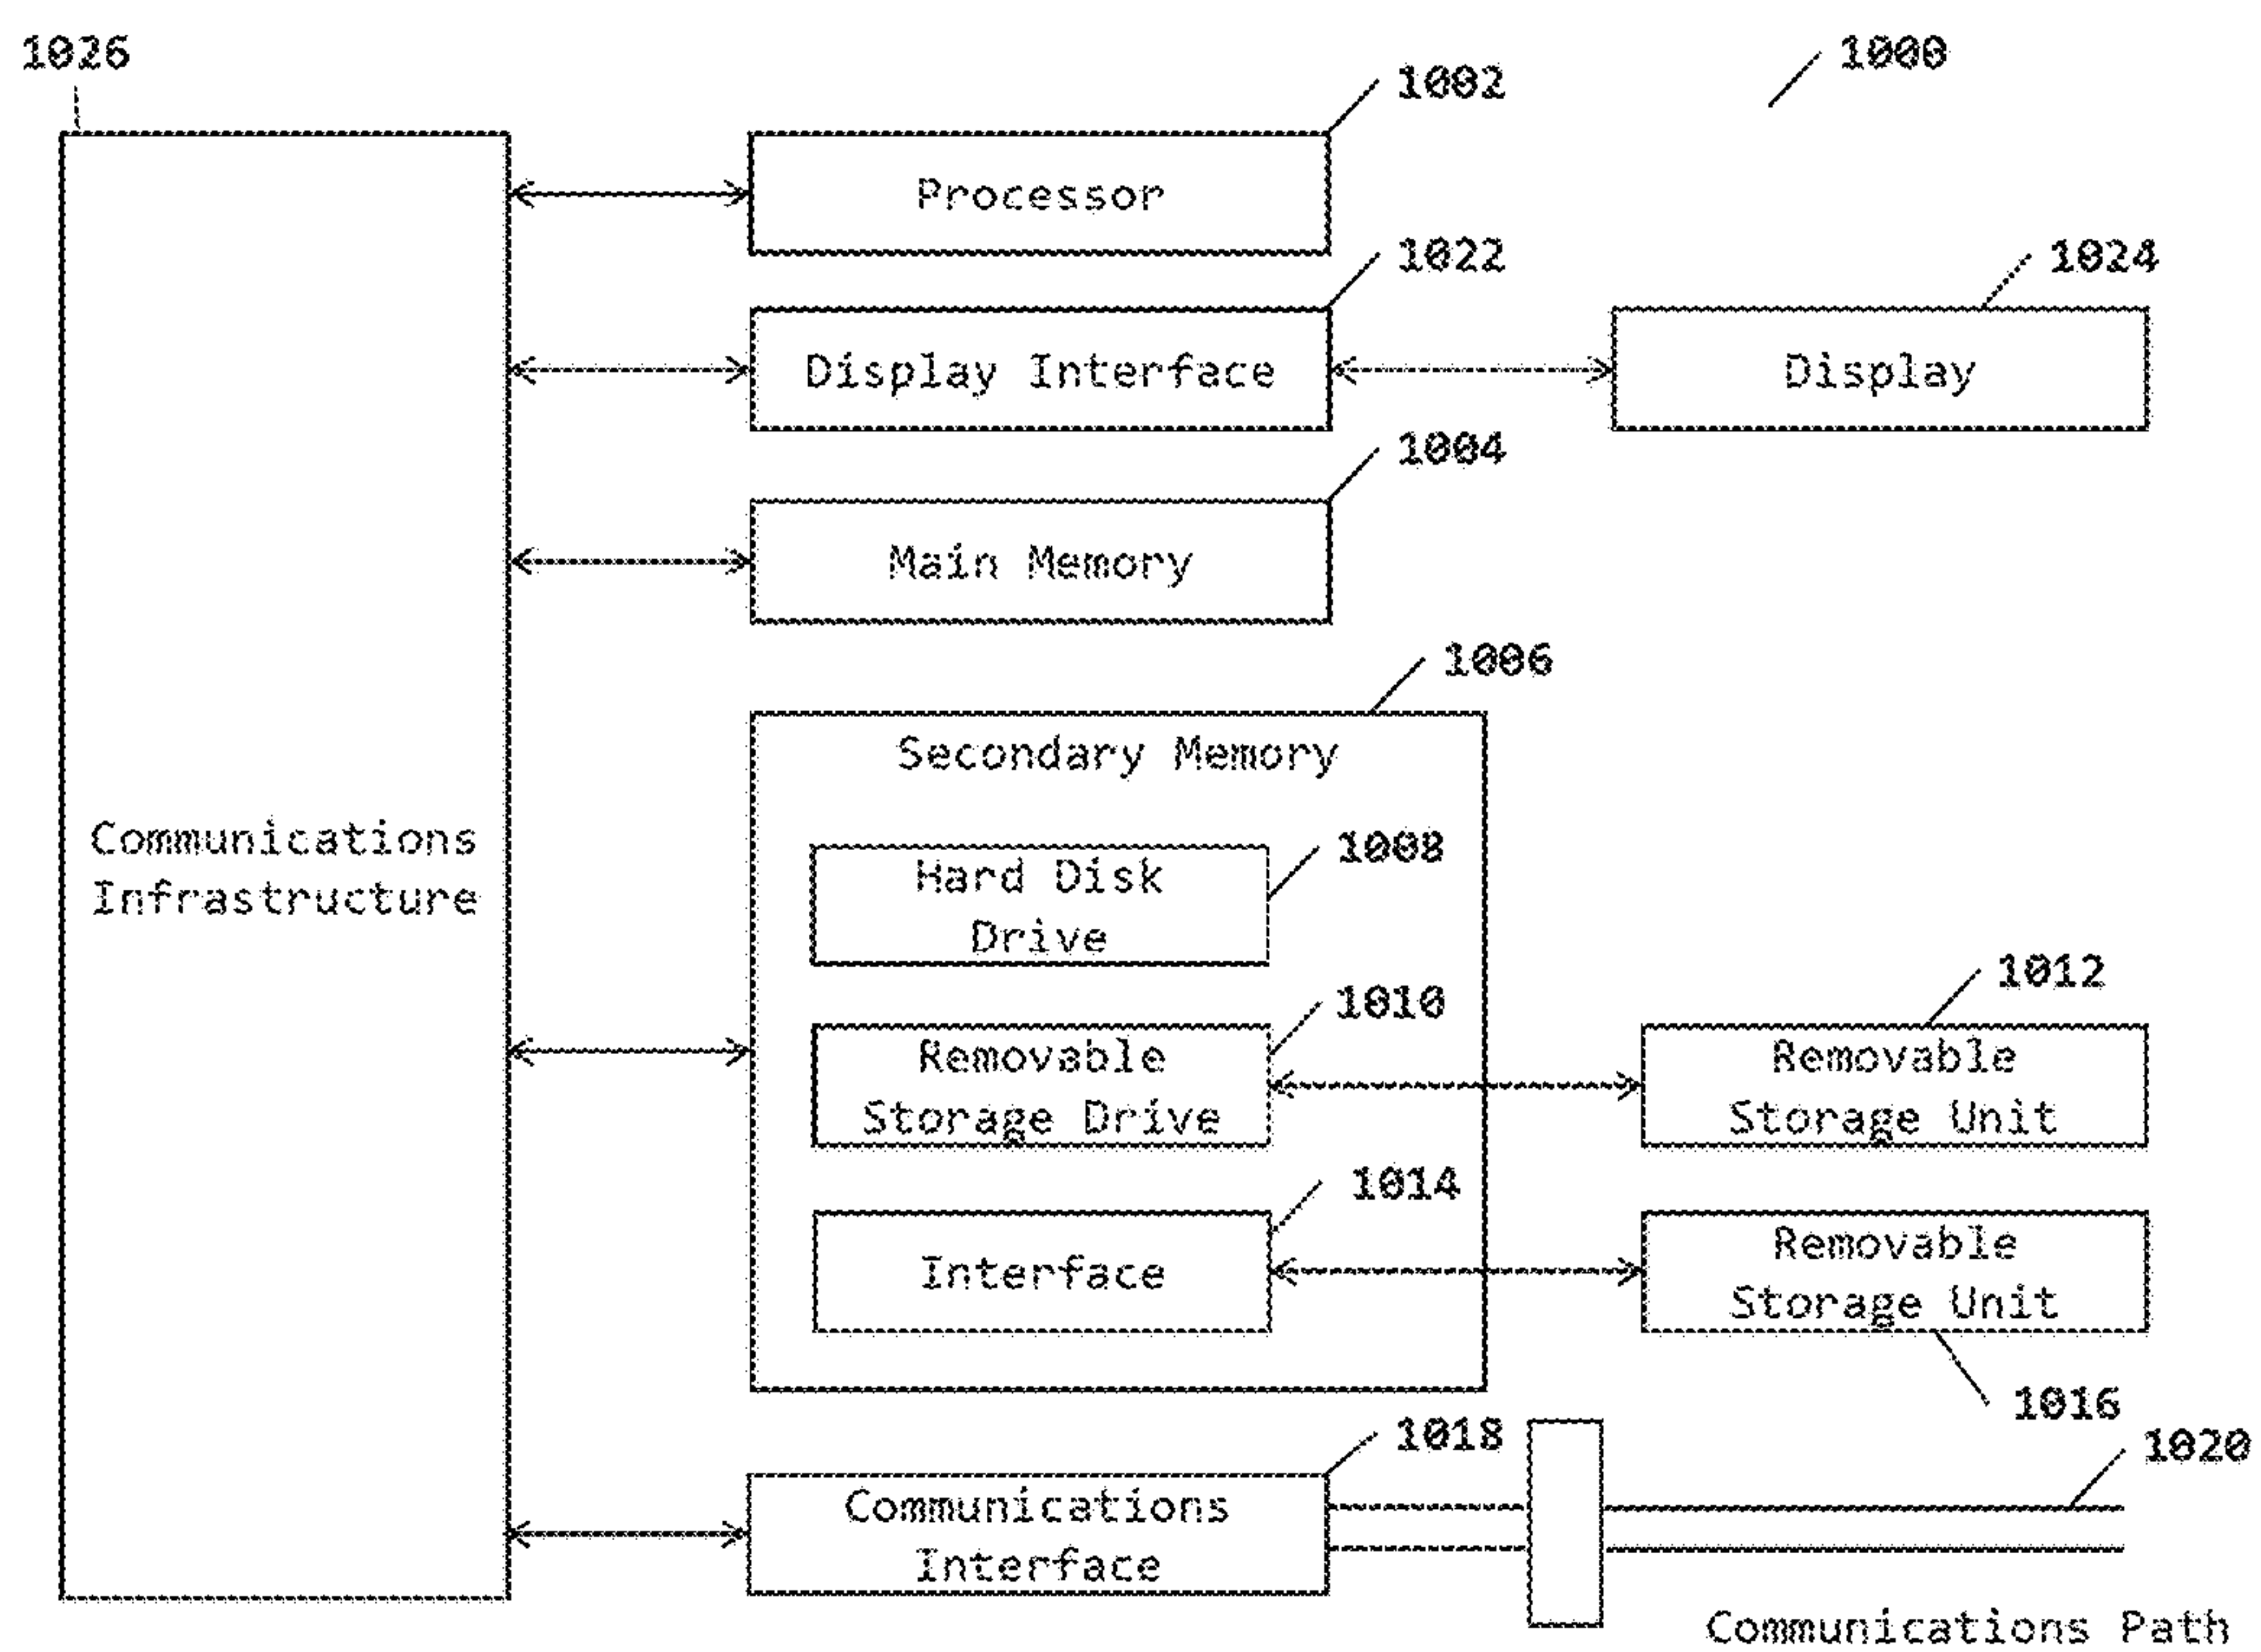 1026
1000
1002
Processor
1022
1024
Display Interface
Display
1004
Main Memory
1006
Secondary Memory
Communications
Infrastructure
1008
Hard Disk
Drive
1010
1012
Removable
Storage Drive
Removable
Storage Unit
1014
Interface
Removable
Storage Unit
1016
1018
1020
Communications
Interface
Communications Path